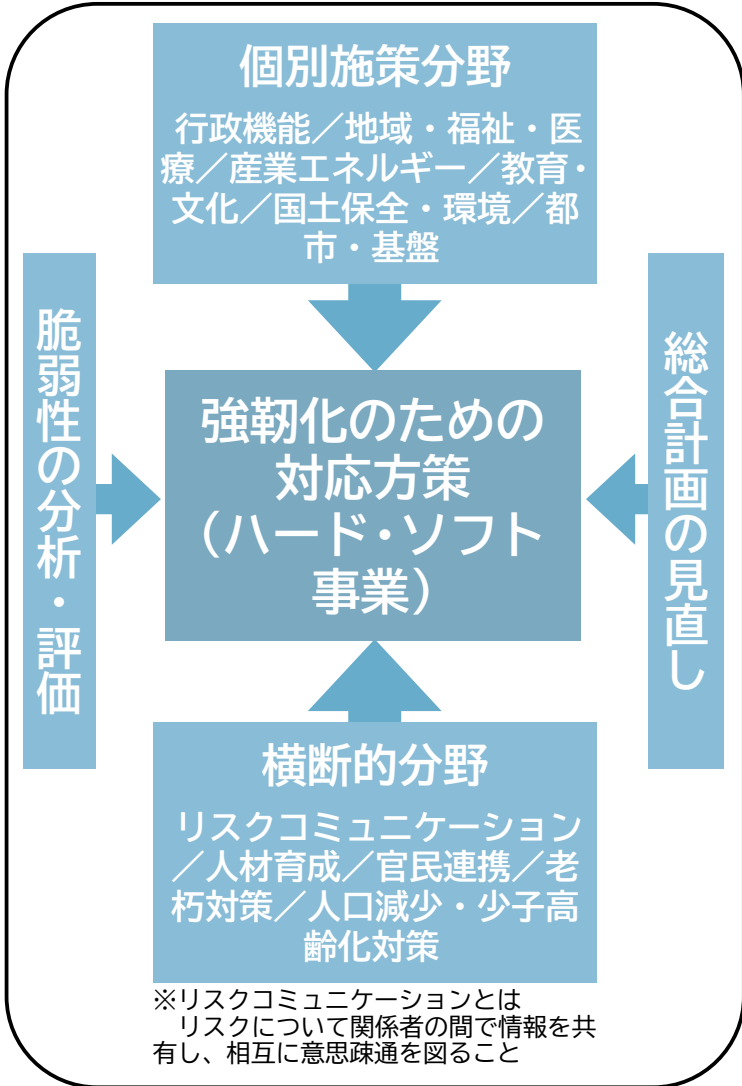 個別施策分野
行政機能／地域・福祉・医
療／産業エネルギー／教育・
文化／国土保全・環境／都
市・基盤
脆弱性の分析・評価
強靭化のための
対応方策
（ハード・ソフト
事業）
総合計画の見直し
横断的分野
リスクコミュニケーション
／人材育成／官民連携／老
朽対策／人口減少・少子高
齢化対策
※リスクコミュニケーションとは
　リスクについて関係者の間で情報を共
有し、相互に意思疎通を図ること